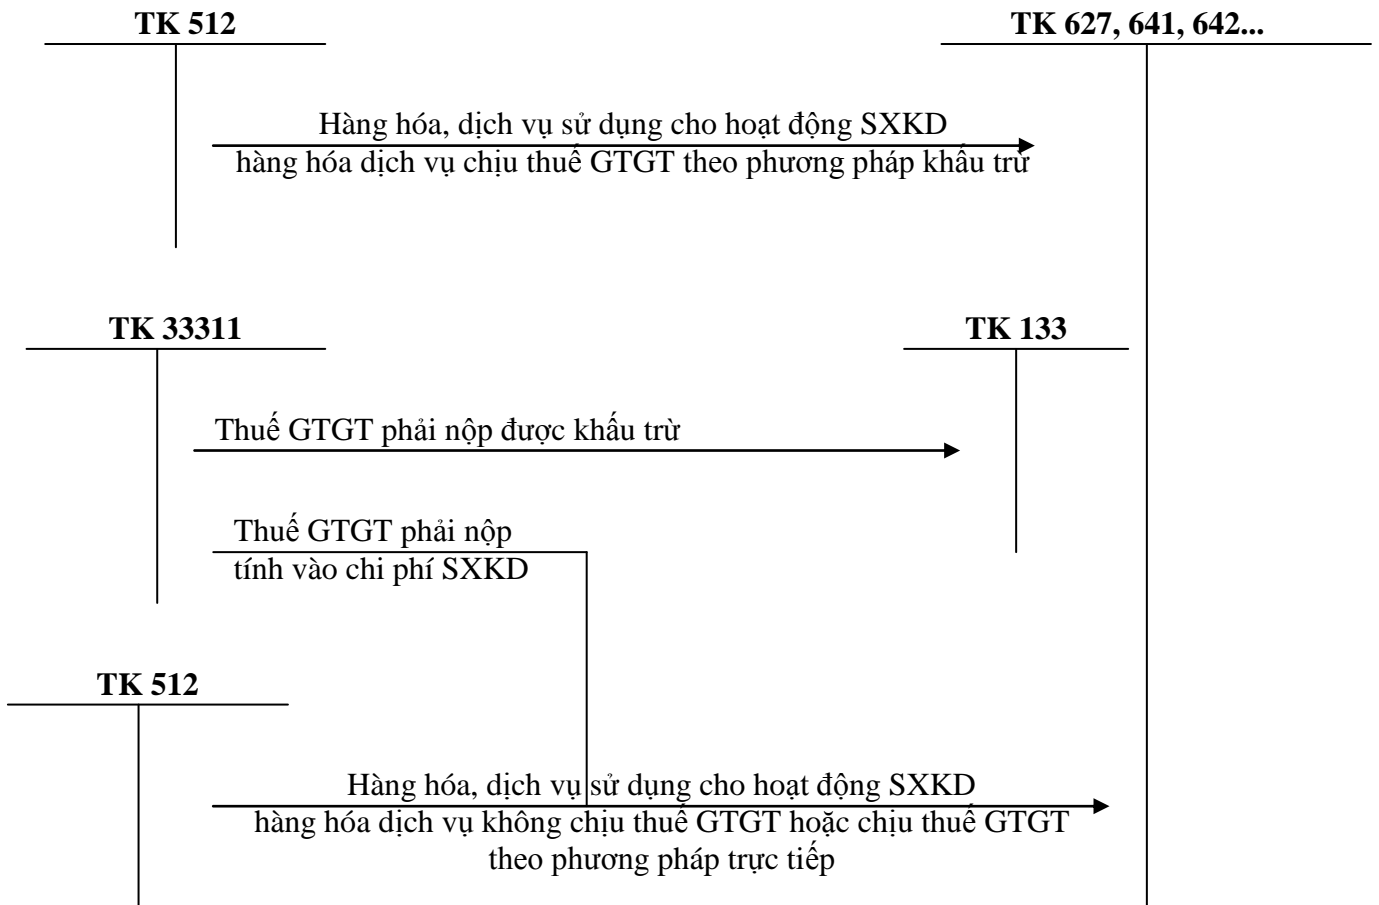 TK 512
TK 627, 641, 642...
Hàng hóa, dịch vụ sử dụng cho hoạt động SXKD
hàng hóa dịch vụ chịu thuế GTGT theo phương pháp khấu trừ
TK 33311
TK 133
Thuế GTGT phải nộp được khấu trừ
Thuế GTGT phải nộp
tính vào chi phí SXKD
TK 512
Hàng hóa, dịch vụ sử dụng cho hoạt động SXKD
hàng hóa dịch vụ không chịu thuế GTGT hoặc chịu thuế GTGT
theo phương pháp trực tiếp